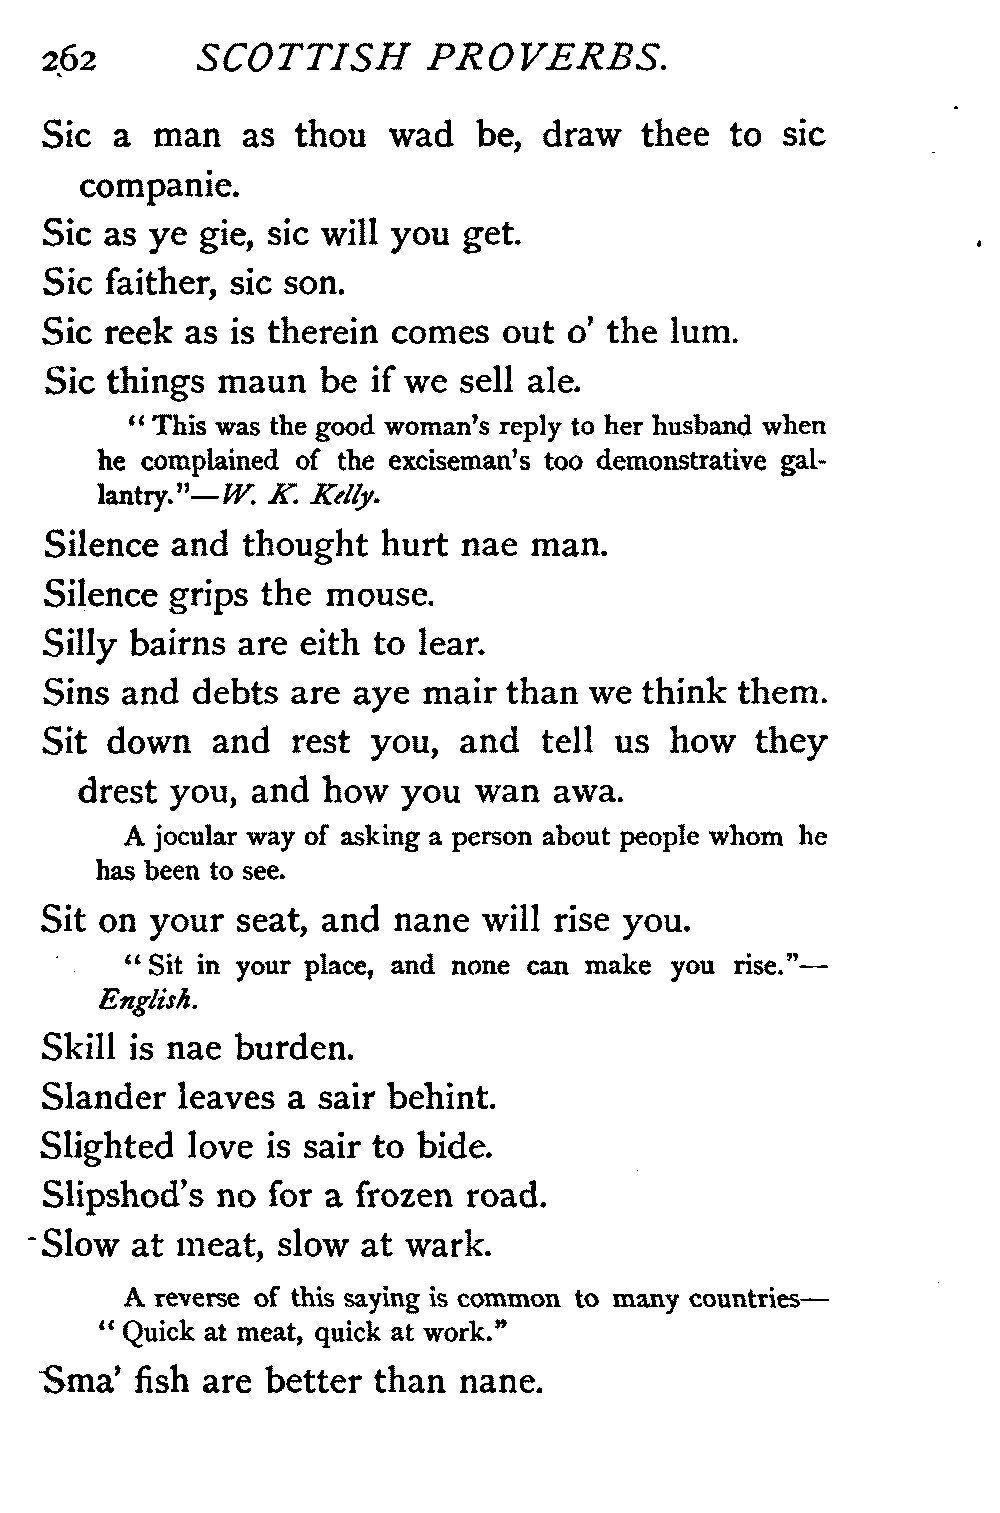 262 SCOTTISH PROVERBS.
Sic a man as thou wad be, draw thee to sic
companie.
Sic as ye gie, sic will you get.
Sic faither, sic son.
Sic reek as is therein comes out o' the lum.
Sic things maun be if we sell ale.
"This was the good woman's reply to her husband when
he complained of the exciseman's too demonstrative gal-
lantry."—W. K. Kelly.
Silence and thought hurt nae man.
Silence grips the mouse.
Silly bairns are eith to lear.
Sins and debts are aye mair than we think them.
Sit down and rest you, and tell us how they
drest you, and how you wan awa.
A jocular way of asking a person about people whom he
has been to see.
Sit on your seat, and nane will rise you.
"Sit in your place, and none can make you rise."—
English.
Skill is nae burden.
Slander leaves a sair behint.
Slighted love is sair to bide.
Slipshod's no for a frozen road.
Slow at meat, slow at wark.
A reverse of this saying is common to many countries—
"Quick at meat, quick at work."
Sma' fish are better than nane.